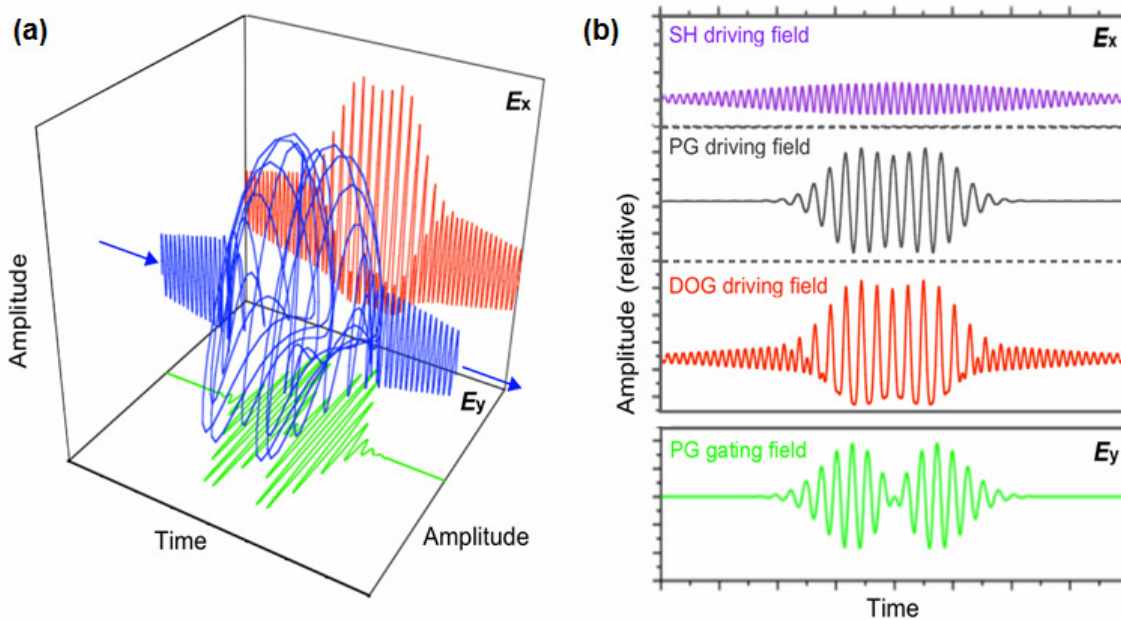 (a)
Ex
Amplitude
Ey
Time
Amplitude
(b)
SH driving field
Ex
PG driving field
Amplitude (relative)
DOG driving field
PG gating field
Ey
Time